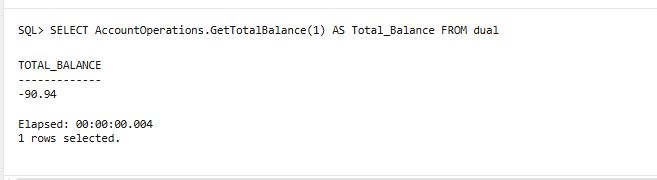 SQL> SELECT AccountOperations.GetTotalBalance(1) AS Total_Balance FROM dual
TOTAL_BALANCE
-------------
-90.94
Elapsed: 00:00:00.004
1 rows selected.